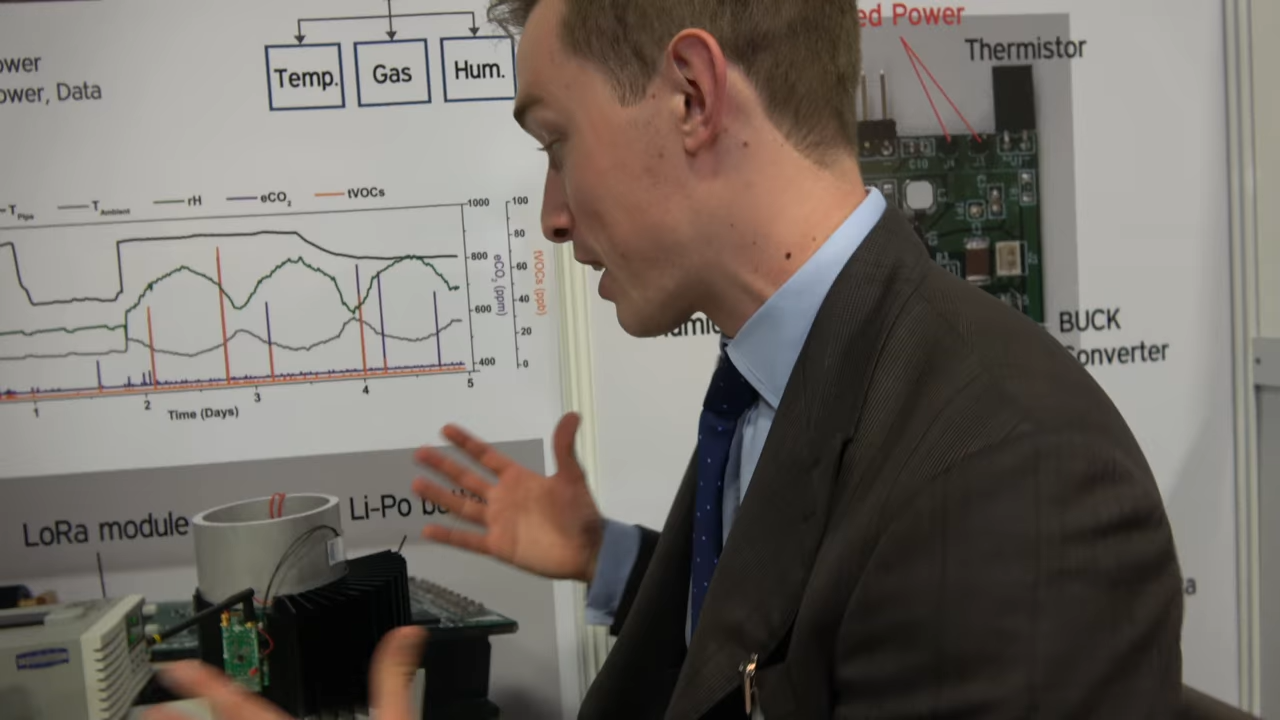 ed Power
Thermistor
ower
ower, Data
Temp.
Gas
Hum.
T Pipe
T Ambient
rH
eCO2
tVOCs
1000
800
600
400
eCO2 (ppm)
100
80
60
40
20
0
tVOCs (ppb)
1
2
3
4
5
Time (Days)
BUCK
Converter
LoRa module
Li-Po